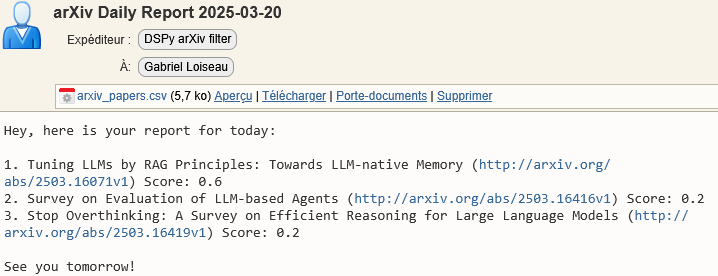 arXiv Daily Report 2025-03-20
Expéditeur : DSPy arXiv filter
À: Gabriel Loiseau
arxiv_papers.csv (5,7 ko) Aperçu | Télécharger | Porte-documents | Supprimer
Hey, here is your report for today:
1. Tuning LLMs by RAG Principles: Towards LLM-native Memory (http://arxiv.org/
abs/2503.16071v1) Score: 0.6
2. Survey on Evaluation of LLM-based Agents (http://arxiv.org/abs/2503.16416v1) Score: 0.2
3. Stop Overthinking: A Survey on Efficient Reasoning for Large Language Models (http://
arxiv.org/abs/2503.16419v1) Score: 0.2
See you tomorrow!